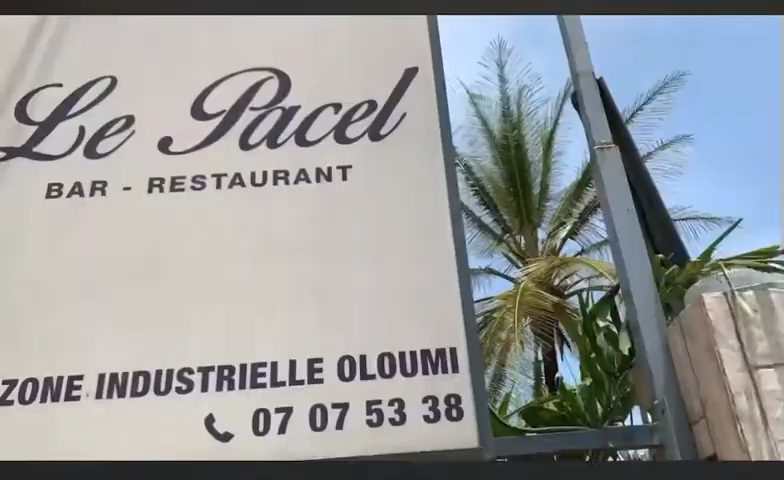 Le Pacel
BAR - RESTAURANT
ZONE INDUSTRIELLE OLOUMI
07 07 53 38